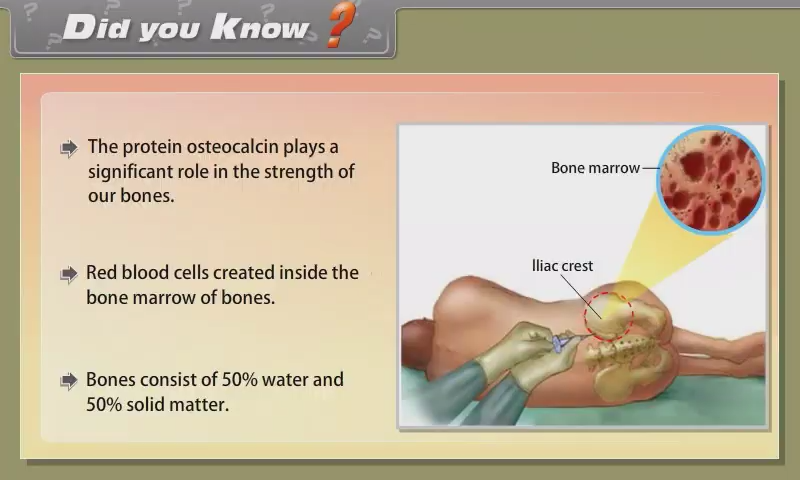 Did you Know ?
The protein osteocalcin plays a
significant role in the strength of
our bones.
Red blood cells created inside the
bone marrow of bones.
Bones consist of 50% water and
50% solid matter.
Bone marrow
Iliac crest